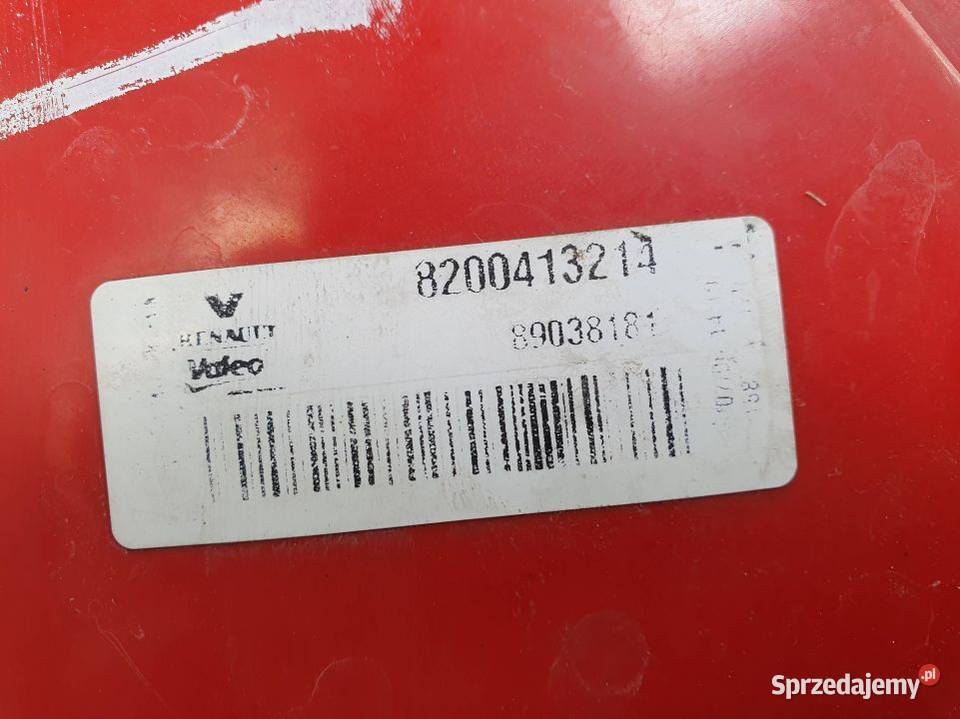 8200413214
RENAULT
89038181
Valeo
Sprzedajemy.pl